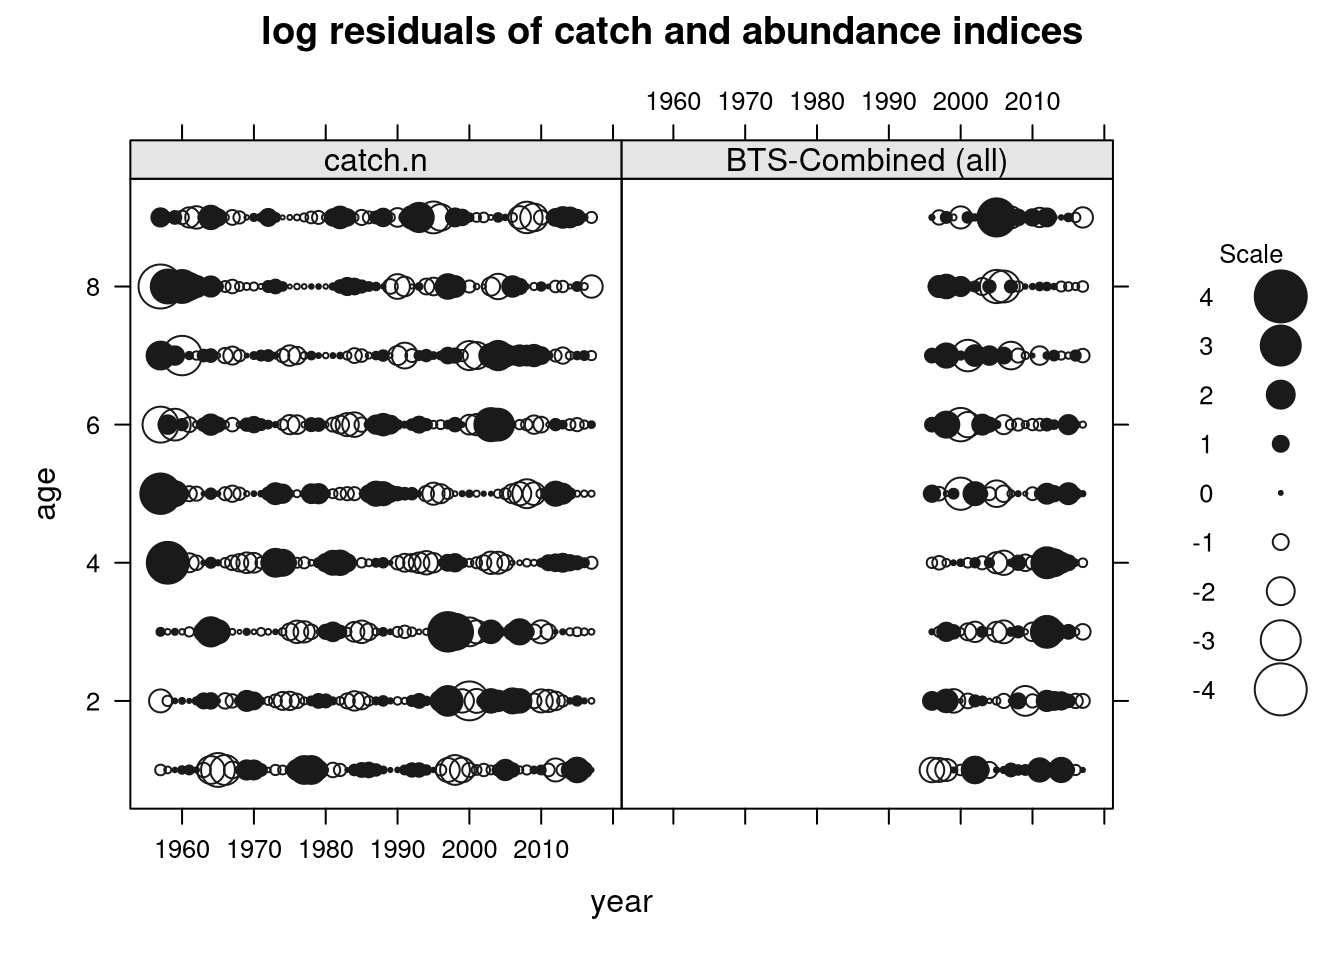 log residuals of catch and abundance indices
1960 1970 1980 1990 2000 2010
catch.n BTS-Combined (all)
Scale
4
3
2
1
0
-1
-2
-3
-4
age
8
6
4
2
1960 1970 1980 1990 2000 2010
year